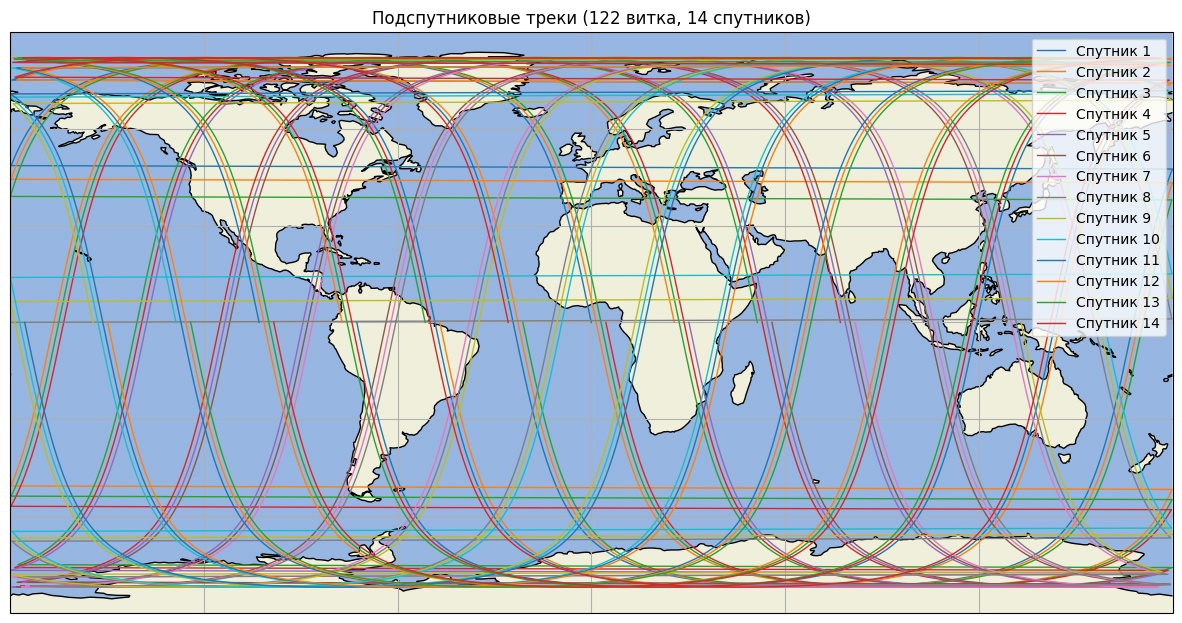 Подспутниковые треки (122 витка, 14 спутников)
Спутник 1
Спутник 2
Спутник 3
Спутник 4
Спутник 5
Спутник 6
Спутник 7
Спутник 8
Спутник 9
Спутник 10
Спутник 11
Спутник 12
Спутник 13
Спутник 14